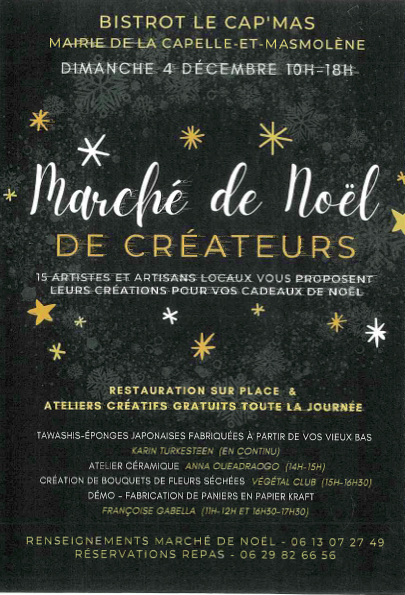 BISTROT LE CAP'MAS
MAIRIE DE LA CAPELLE-ET-MASMOLÈNE
DIMANCHE 4 DÉCEMBRE 10H-18H
Marché de Noël
DE CRÉATEURS
15 ARTISTES ET ARTISANS LOCAUX VOUS PROPOSENT
LEURS CRÉATIONS POUR VOS CADEAUX DE NOËL
RESTAURATION SUR PLACE &
ATELIERS CRÉATIFS GRATUITS TOUTE LA JOURNÉE
TAWASHIS-ÉPONGES JAPONAISES FABRIQUÉES À PARTIR DE VOS VIEUX BAS
KARIN TURKESTEEN (EN CONTINU)
ATELIER CÉRAMIQUE ANNA OUEADRAOGO (14H-15H)
CRÉATION DE BOUQUETS DE FLEURS SÉCHÉES VÉGÉTAL CLUB (15H-16H30)
DÉMO - FABRICATION DE PANIERS EN PAPIER KRAFT
FRANÇOISE GABELLA (11H-12H ET 16H30-17H30)
RENSEIGNEMENTS MARCHÉ DE NOËL - 06 13 07 27 49
RÉSERVATIONS REPAS - 06 29 82 66 56